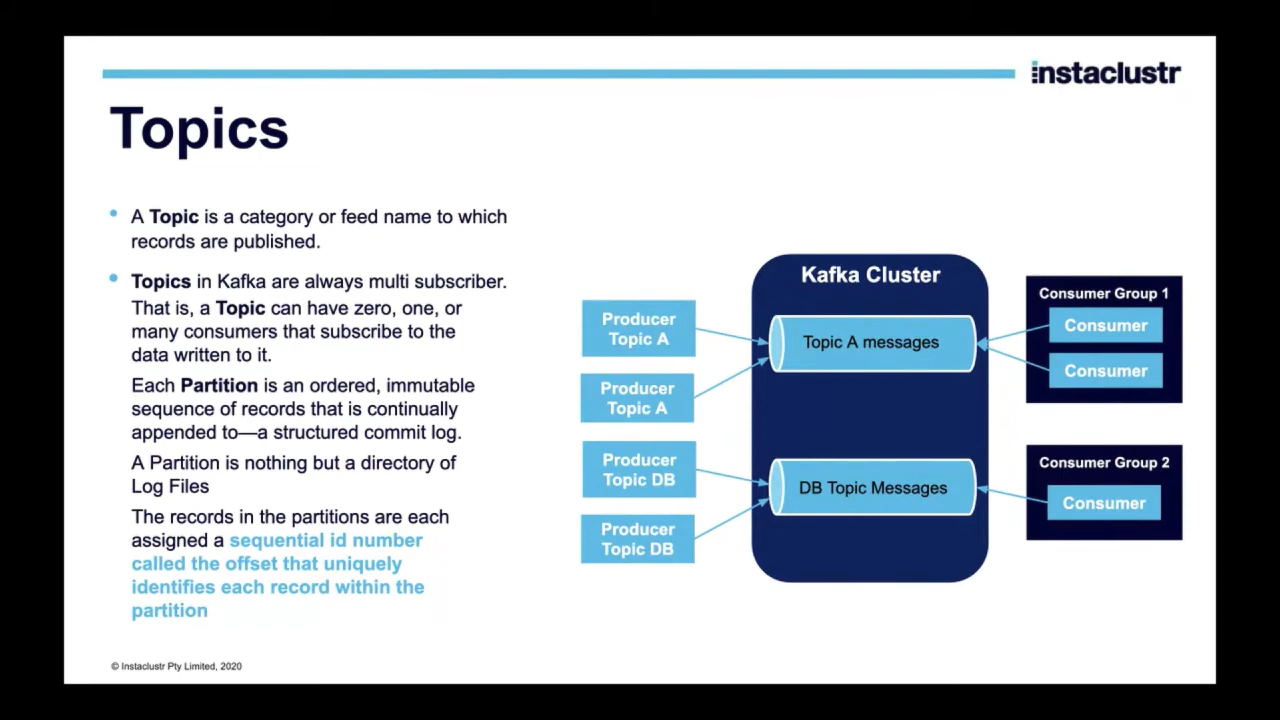 instaclustr
Topics
A Topic is a category or feed name to which
records are published.
Topics in Kafka are always multi subscriber.
That is, a Topic can have zero, one, or
many consumers that subscribe to the
data written to it.
Each Partition is an ordered, immutable
sequence of records that is continually
appended to—a structured commit log.
A Partition is nothing but a directory of
Log Files
The records in the partitions are each
assigned a sequential id number
called the offset that uniquely
identifies each record within the
partition
Producer
Topic A
Producer
Topic A
Producer
Topic DB
Producer
Topic DB
Kafka Cluster
Topic A messages
DB Topic Messages
Consumer Group 1
Consumer
Consumer
Consumer Group 2
Consumer
© Instaclustr Pty Limited, 2020